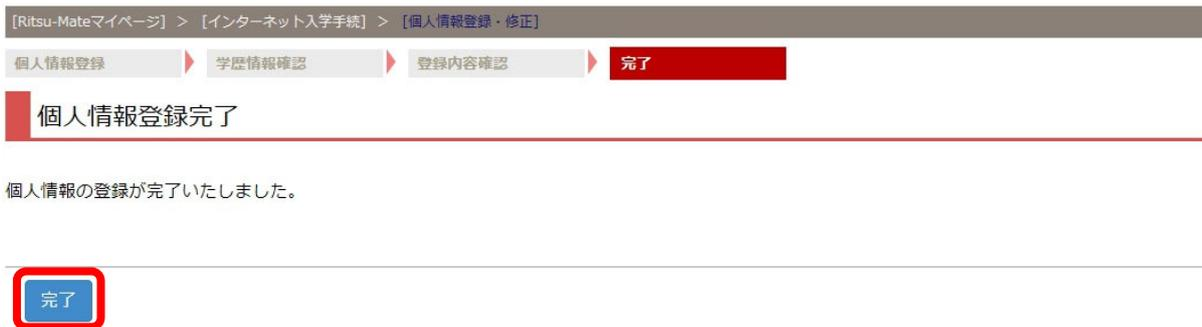 [Ritsu-Mateマイページ] ＞ [インターネット入学手続] ＞ [個人情報登録・修正]
個人情報登録 学歴情報確認 登録内容確認 完了
個人情報登録完了
個人情報の登録が完了いたしました。
完了